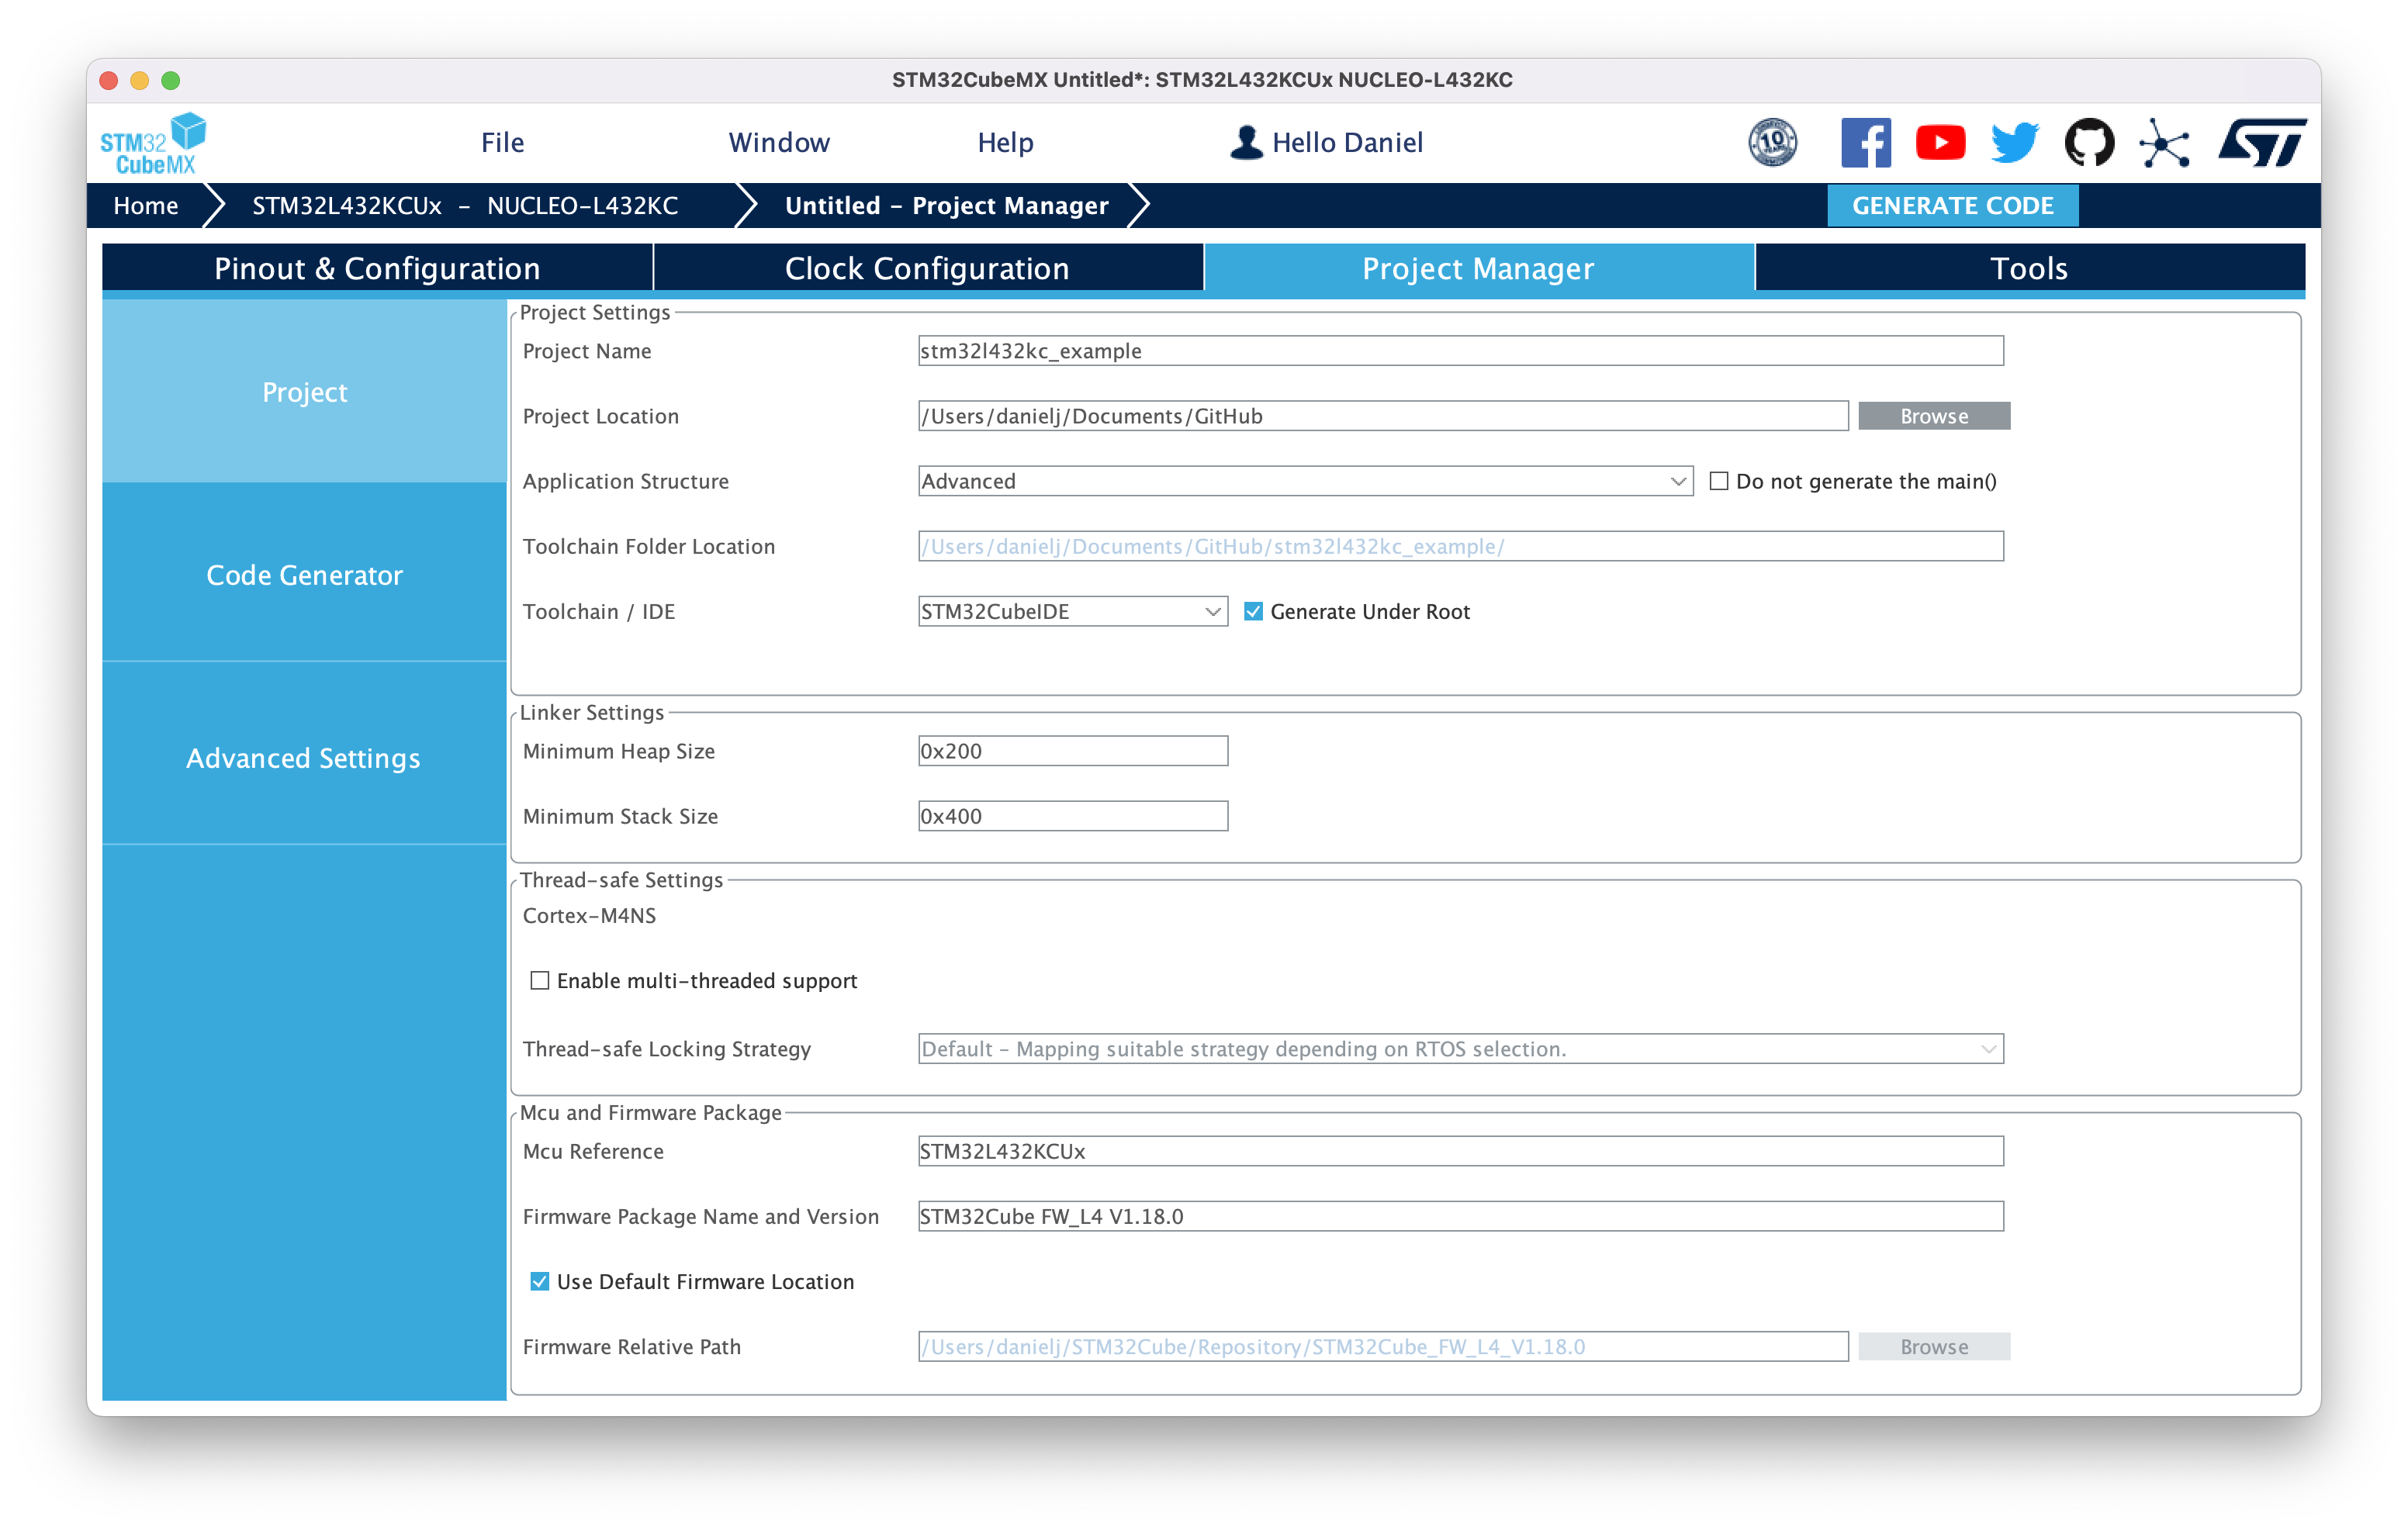 STM32CubeMX Untitled*: STM32L432KCUx NUCLEO-L432KC
STM32
CubeMX
File
Window
Help
Hello Daniel
10
ST
Home
STM32L432KCUx – NUCLEO-L432KC
Untitled – Project Manager
GENERATE CODE
Pinout & Configuration
Clock Configuration
Project Manager
Tools
Project
Code Generator
Advanced Settings
Project Settings
Project Name
stm32l432kc_example
Project Location
/Users/danielj/Documents/GitHub
Browse
Application Structure
Advanced
Do not generate the main()
Toolchain Folder Location
/Users/danielj/Documents/GitHub/stm32l432kc_example/
Toolchain / IDE
STM32CubeIDE
Generate Under Root
Linker Settings
Minimum Heap Size
0x200
Minimum Stack Size
0x400
Thread-safe Settings
Cortex-M4NS
Enable multi-threaded support
Thread-safe Locking Strategy
Default – Mapping suitable strategy depending on RTOS selection.
Mcu and Firmware Package
Mcu Reference
STM32L432KCUx
Firmware Package Name and Version
STM32Cube FW_L4 V1.18.0
Use Default Firmware Location
Firmware Relative Path
/Users/danielj/STM32Cube/Repository/STM32Cube_FW_L4_V1.18.0
Browse